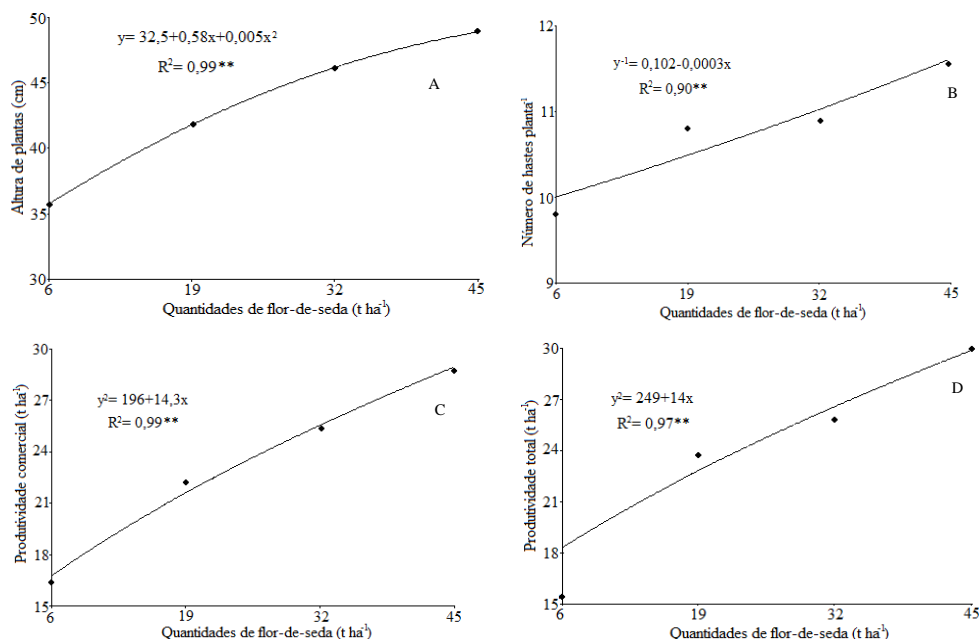 Altura de plantas (cm)
50
45
40
35
30
y= 32,5+0,58x+0,005x²
R²= 0,99**
A
6 19 32 45
Quantidades de flor-de-seda (t ha⁻¹)
Número de hastes planta⁻¹
12
11
10
9
y⁻¹= 0,102-0,0003x
R²= 0,90**
B
6 19 32 45
Quantidades de flor-de-seda (t ha⁻¹)
Produtividade comercial (t ha⁻¹)
30
27
24
21
18
15
y²= 196+14,3x
R²= 0,99**
C
6 19 32 45
Quantidades de flor-de-seda (t ha⁻¹)
Produtividade total (t ha⁻¹)
30
27
24
21
18
15
y²= 249+14x
R²= 0,97**
D
6 19 32 45
Quantidades de flor-de-seda (t ha⁻¹)